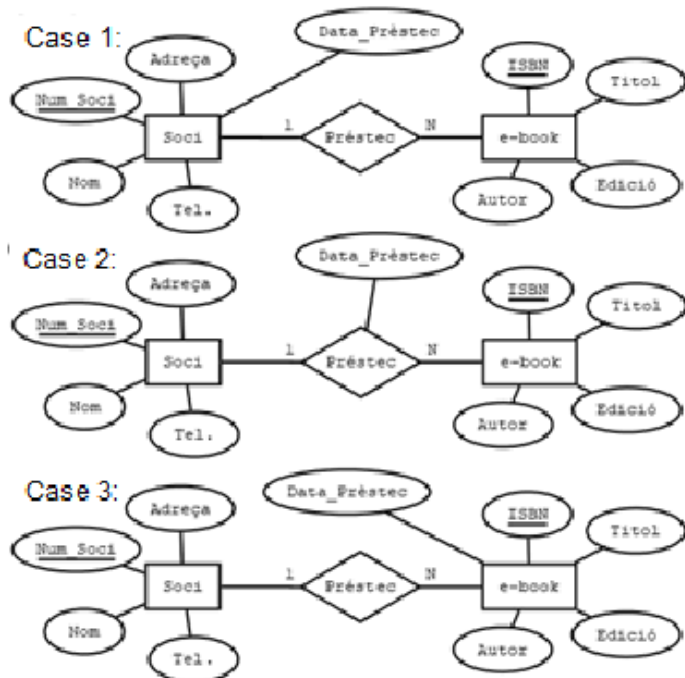 Case 1:
Data_Préstec
Adreça
ISBN
Titol
Num_Soci
Soci
1
Préstec
N
e-book
Nom
Tel.
Autor
Edició
Case 2:
Data_Préstec
Adreça
ISBN
Titol
Num_Soci
Soci
1
Préstec
N
e-book
Nom
Tel.
Autor
Edició
Case 3:
Data_Préstec
Adreça
ISBN
Titol
Num_Soci
Soci
1
Préstec
N
e-book
Nom
Tel.
Autor
Edició